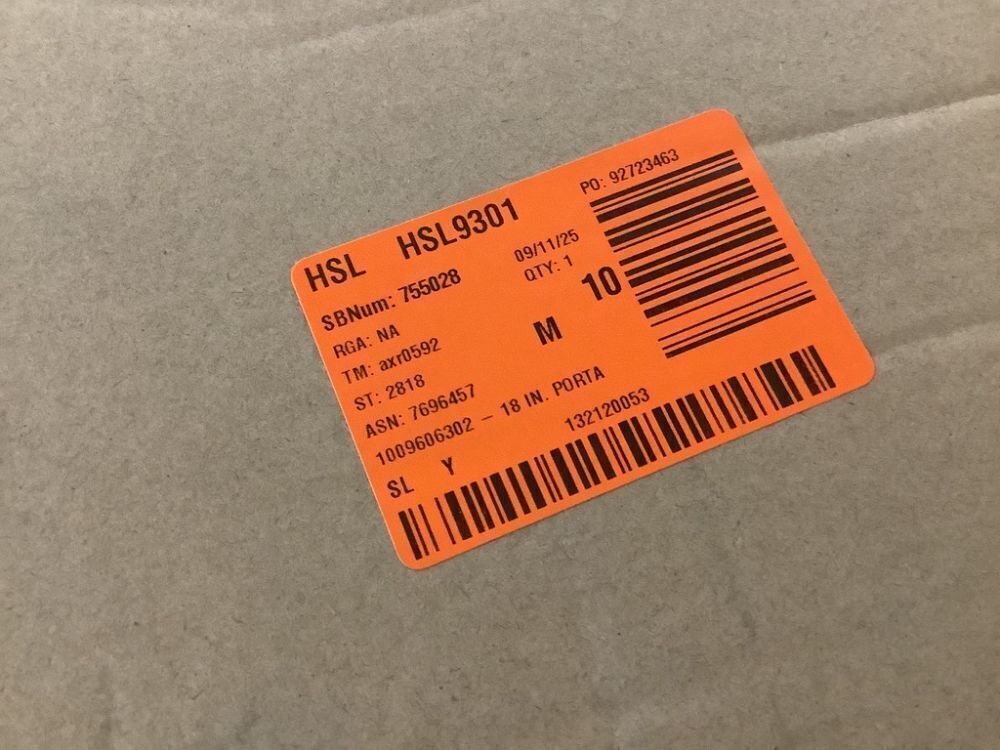 HSL HSL9301
PO: 92723463
SBNum: 755028
09/11/25
RGA: NA
QTY: 1
10
TM: axr0592
M
ST: 2818
ASN: 7696457
1009606302 - 18 IN. PORTA
SL Y
132120053